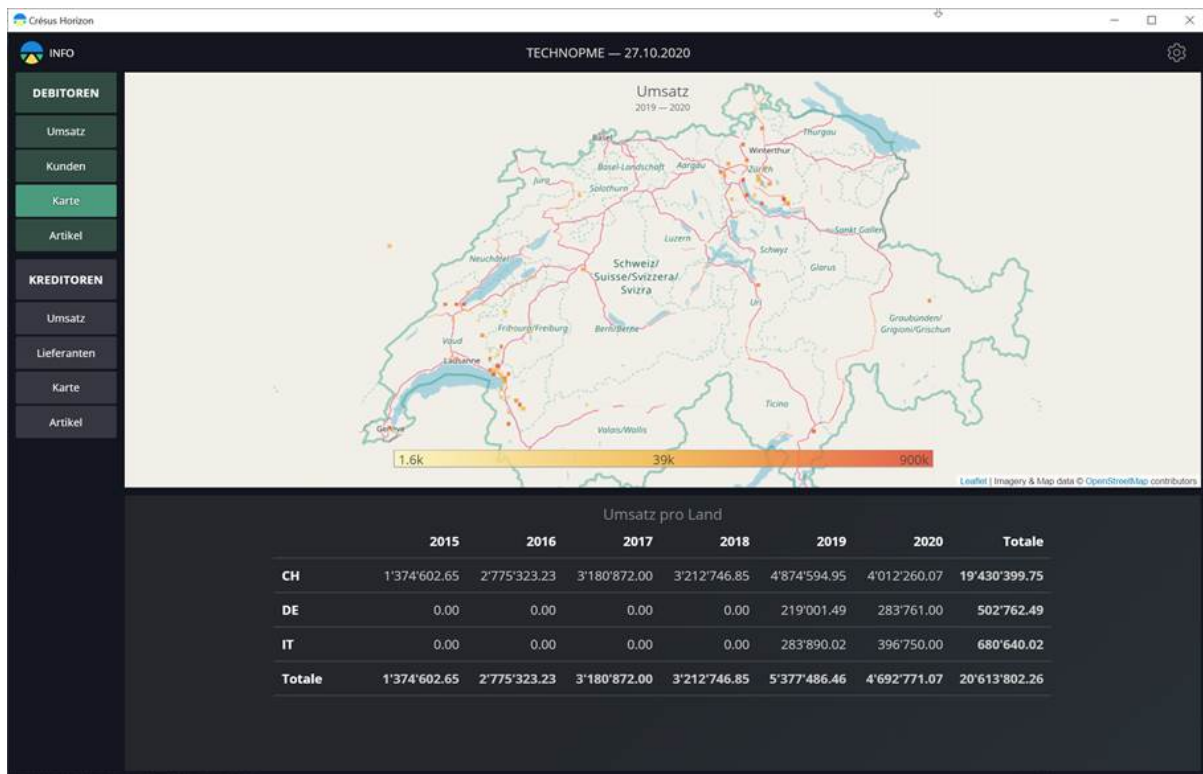 Crésus Horizon
INFO
TECHNOPME — 27.10.2020
DEBITOREN
Umsatz
Kunden
Karte
Artikel
KREDITOREN
Umsatz
Lieferanten
Karte
Artikel
Umsatz
2019 — 2020
Basel
Thurgau
Winterthur
Basel-Landschaft
Aargau
Zürich
Jura
Solothurn
Sankt Gallen
Luzern
Schwyz
Neuchâtel
Glarus
Schweiz/
Suisse/Svizzera/
Svizra
Uri
Graubünden/
Grigioni/Grischun
Fribourg/Freiburg
Bern/Berne
Vaud
Lausanne
Ticino
Genève
Valais/Wallis
1.6k 39k 900k
Leaflet | Imagery & Map data © OpenStreetMap contributors
Umsatz pro Land
2015 2016 2017 2018 2019 2020 Totale
CH 1'374'602.65 2'775'323.23 3'180'872.00 3'212'746.85 4'874'594.95 4'012'260.07 19'430'399.75
DE 0.00 0.00 0.00 0.00 219'001.49 283'761.00 502'762.49
IT 0.00 0.00 0.00 0.00 283'890.02 396'750.00 680'640.02
Totale 1'374'602.65 2'775'323.23 3'180'872.00 3'212'746.85 5'377'486.46 4'692'771.07 20'613'802.26